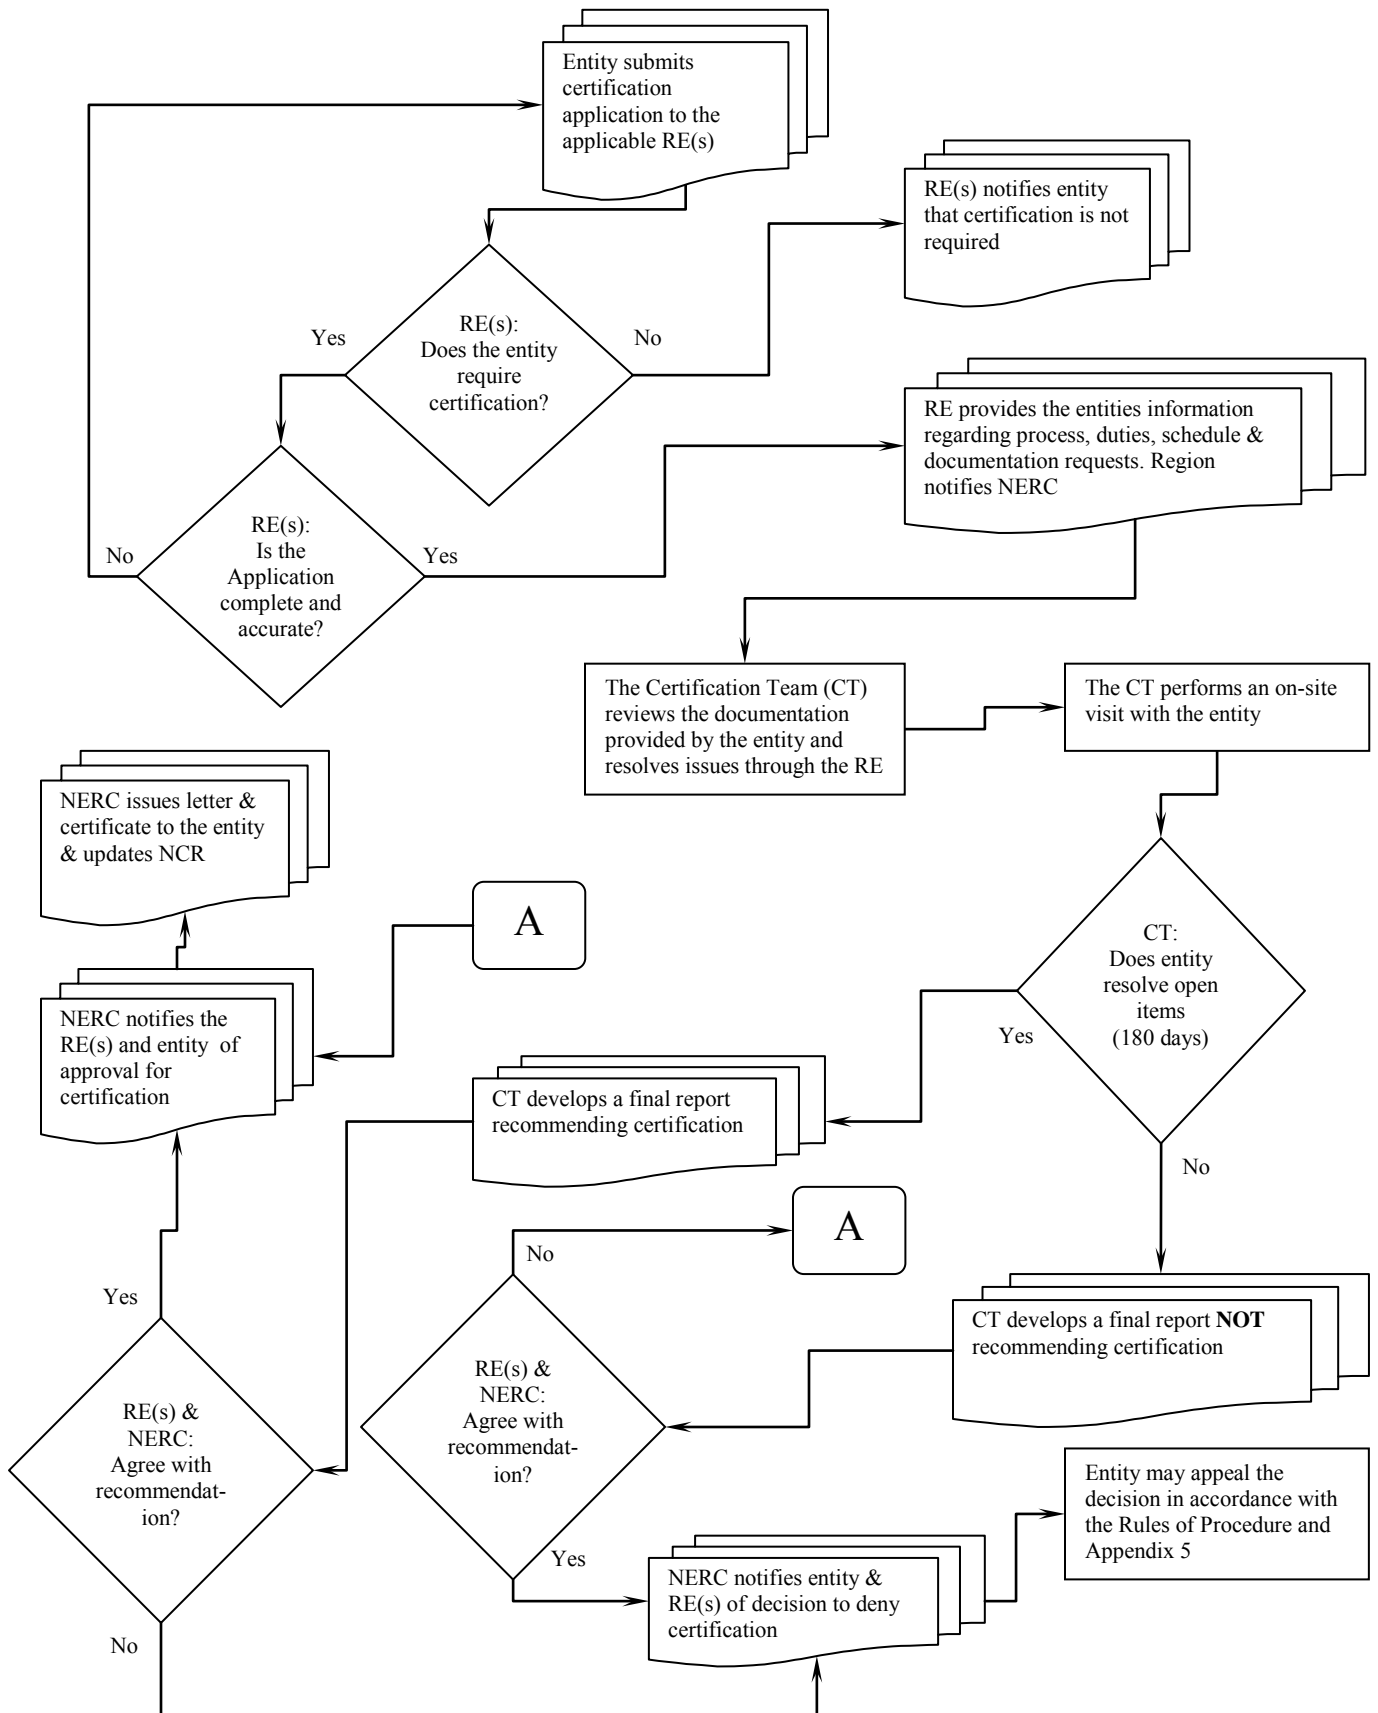 Entity submits
certification
application to the
applicable RE(s)
RE(s) notifies entity
that certification is not
required
RE(s):
Does the entity
require
certification?
Yes
No
RE provides the entities information
regarding process, duties, schedule &
documentation requests. Region
notifies NERC
RE(s):
Is the
Application
complete and
accurate?
No
Yes
The Certification Team (CT)
reviews the documentation
provided by the entity and
resolves issues through the RE
The CT performs an on-site
visit with the entity
NERC issues letter &
certificate to the entity
& updates NCR
A
CT:
Does entity
resolve open
items
(180 days)
Yes
No
NERC notifies the
RE(s) and entity of
approval for
certification
CT develops a final report
recommending certification
A
No
Yes
CT develops a final report NOT
recommending certification
RE(s) &
NERC:
Agree with
recommendat-
ion?
RE(s) &
NERC:
Agree with
recommendat-
ion?
Entity may appeal the
decision in accordance with
the Rules of Procedure and
Appendix 5
Yes
NERC notifies entity &
RE(s) of decision to deny
certification
No